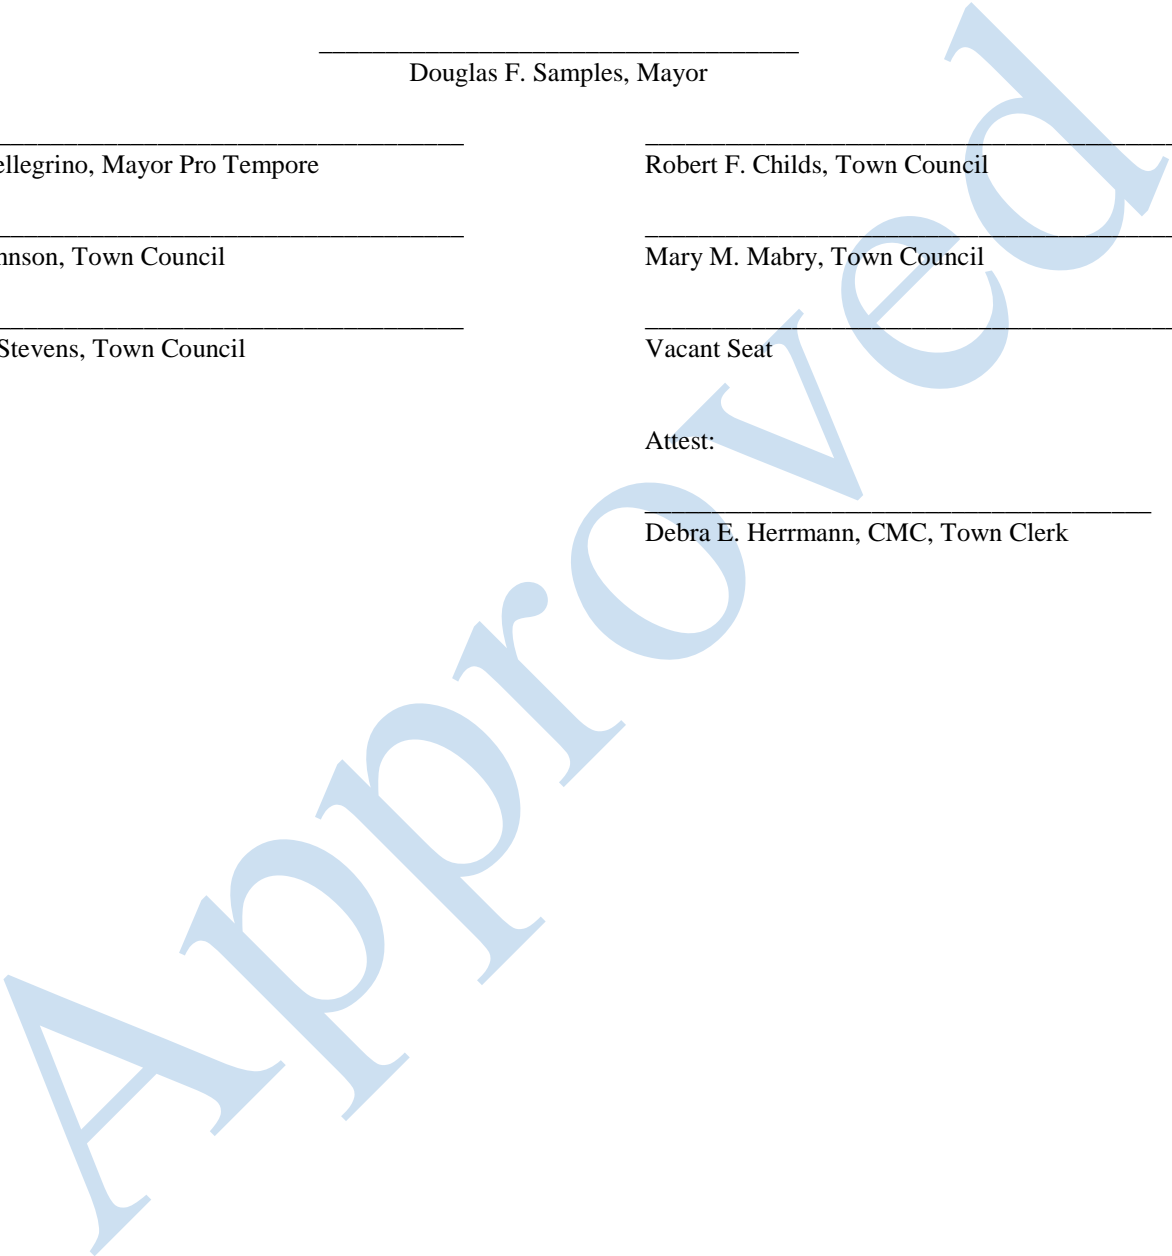 Douglas F. Samples, Mayor
ellegrino, Mayor Pro Tempore
Robert F. Childs, Town Council
hnson, Town Council
Mary M. Mabry, Town Council
Stevens, Town Council
Vacant Seat
Attest:
Debra E. Herrmann, CMC, Town Clerk
Approved